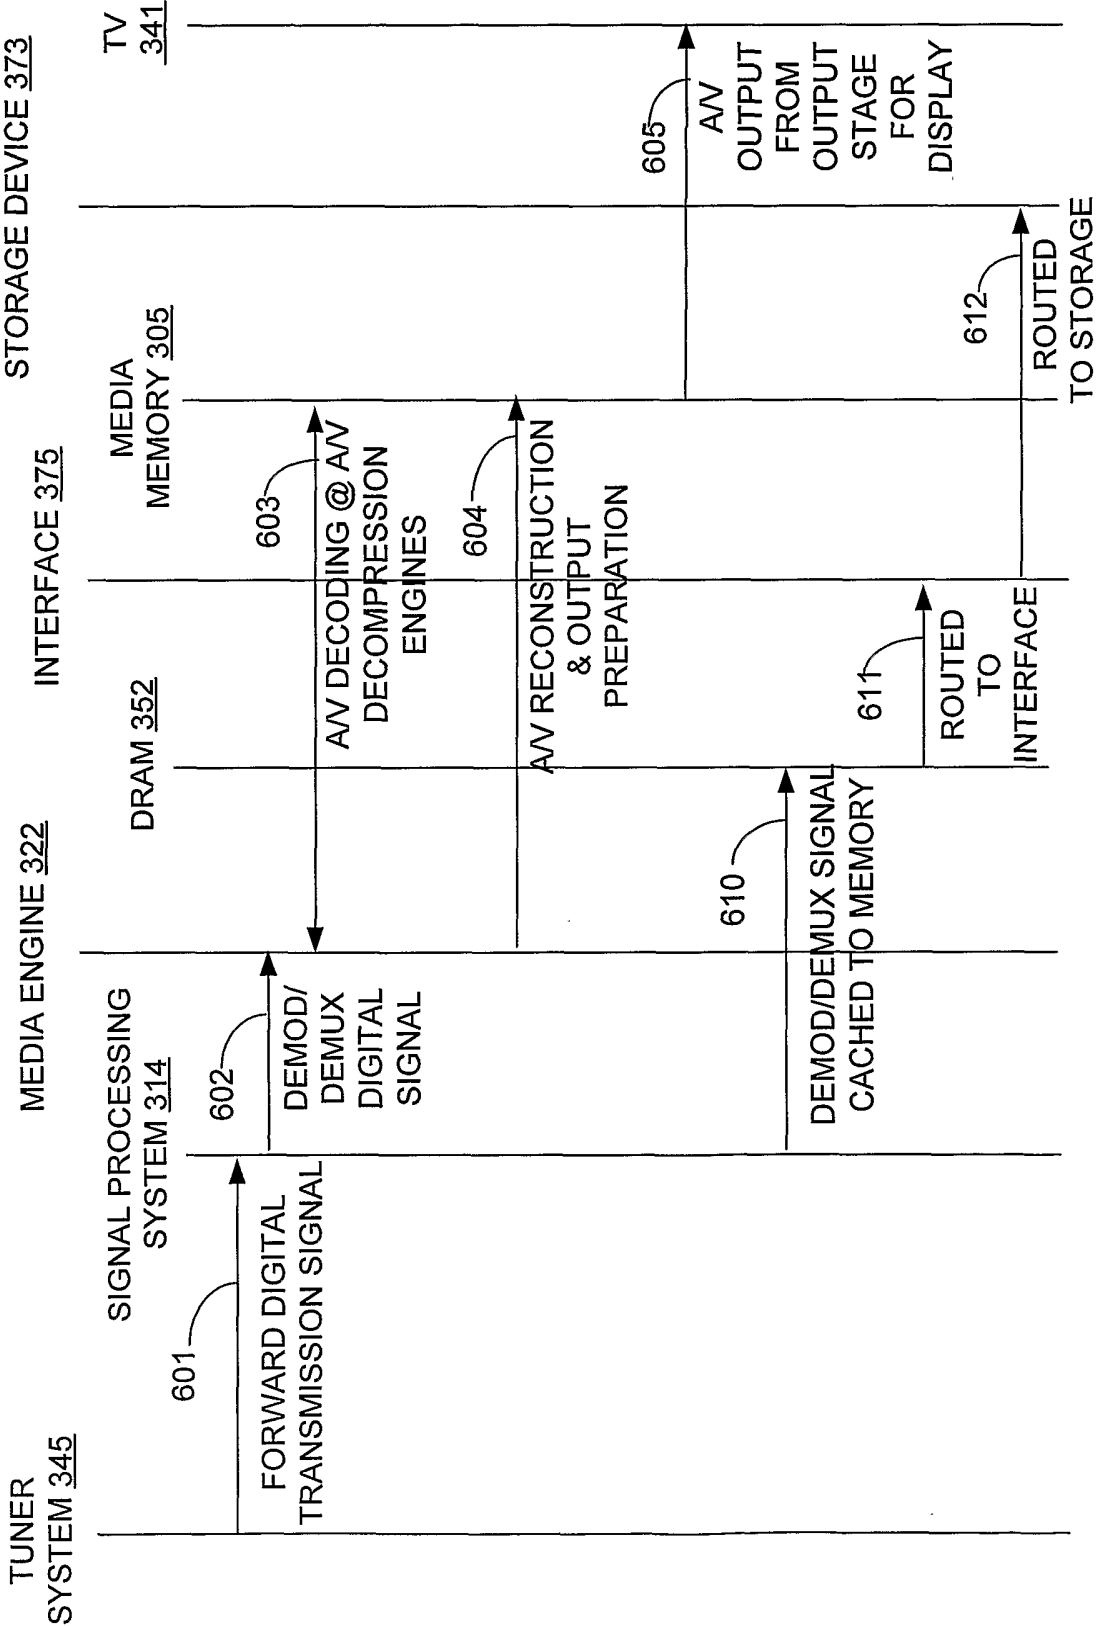 TUNER
SYSTEM 345
SIGNAL PROCESSING
SYSTEM 314
MEDIA ENGINE 322
DRAM 352
INTERFACE 375
MEDIA
MEMORY 305
STORAGE DEVICE 373
TV
341
601
FORWARD DIGITAL
TRANSMISSION SIGNAL
602
DEMOD/
DEMUX
DIGITAL
SIGNAL
603
A/V DECODING @ A/V
DECOMPRESSION
ENGINES
604
A/V RECONSTRUCTION
& OUTPUT
PREPARATION
605
A/V
OUTPUT
FROM
OUTPUT
STAGE
FOR
DISPLAY
610
DEMOD/DEMUX SIGNAL
CACHED TO MEMORY
611
ROUTED
TO
INTERFACE
612
ROUTED
TO STORAGE